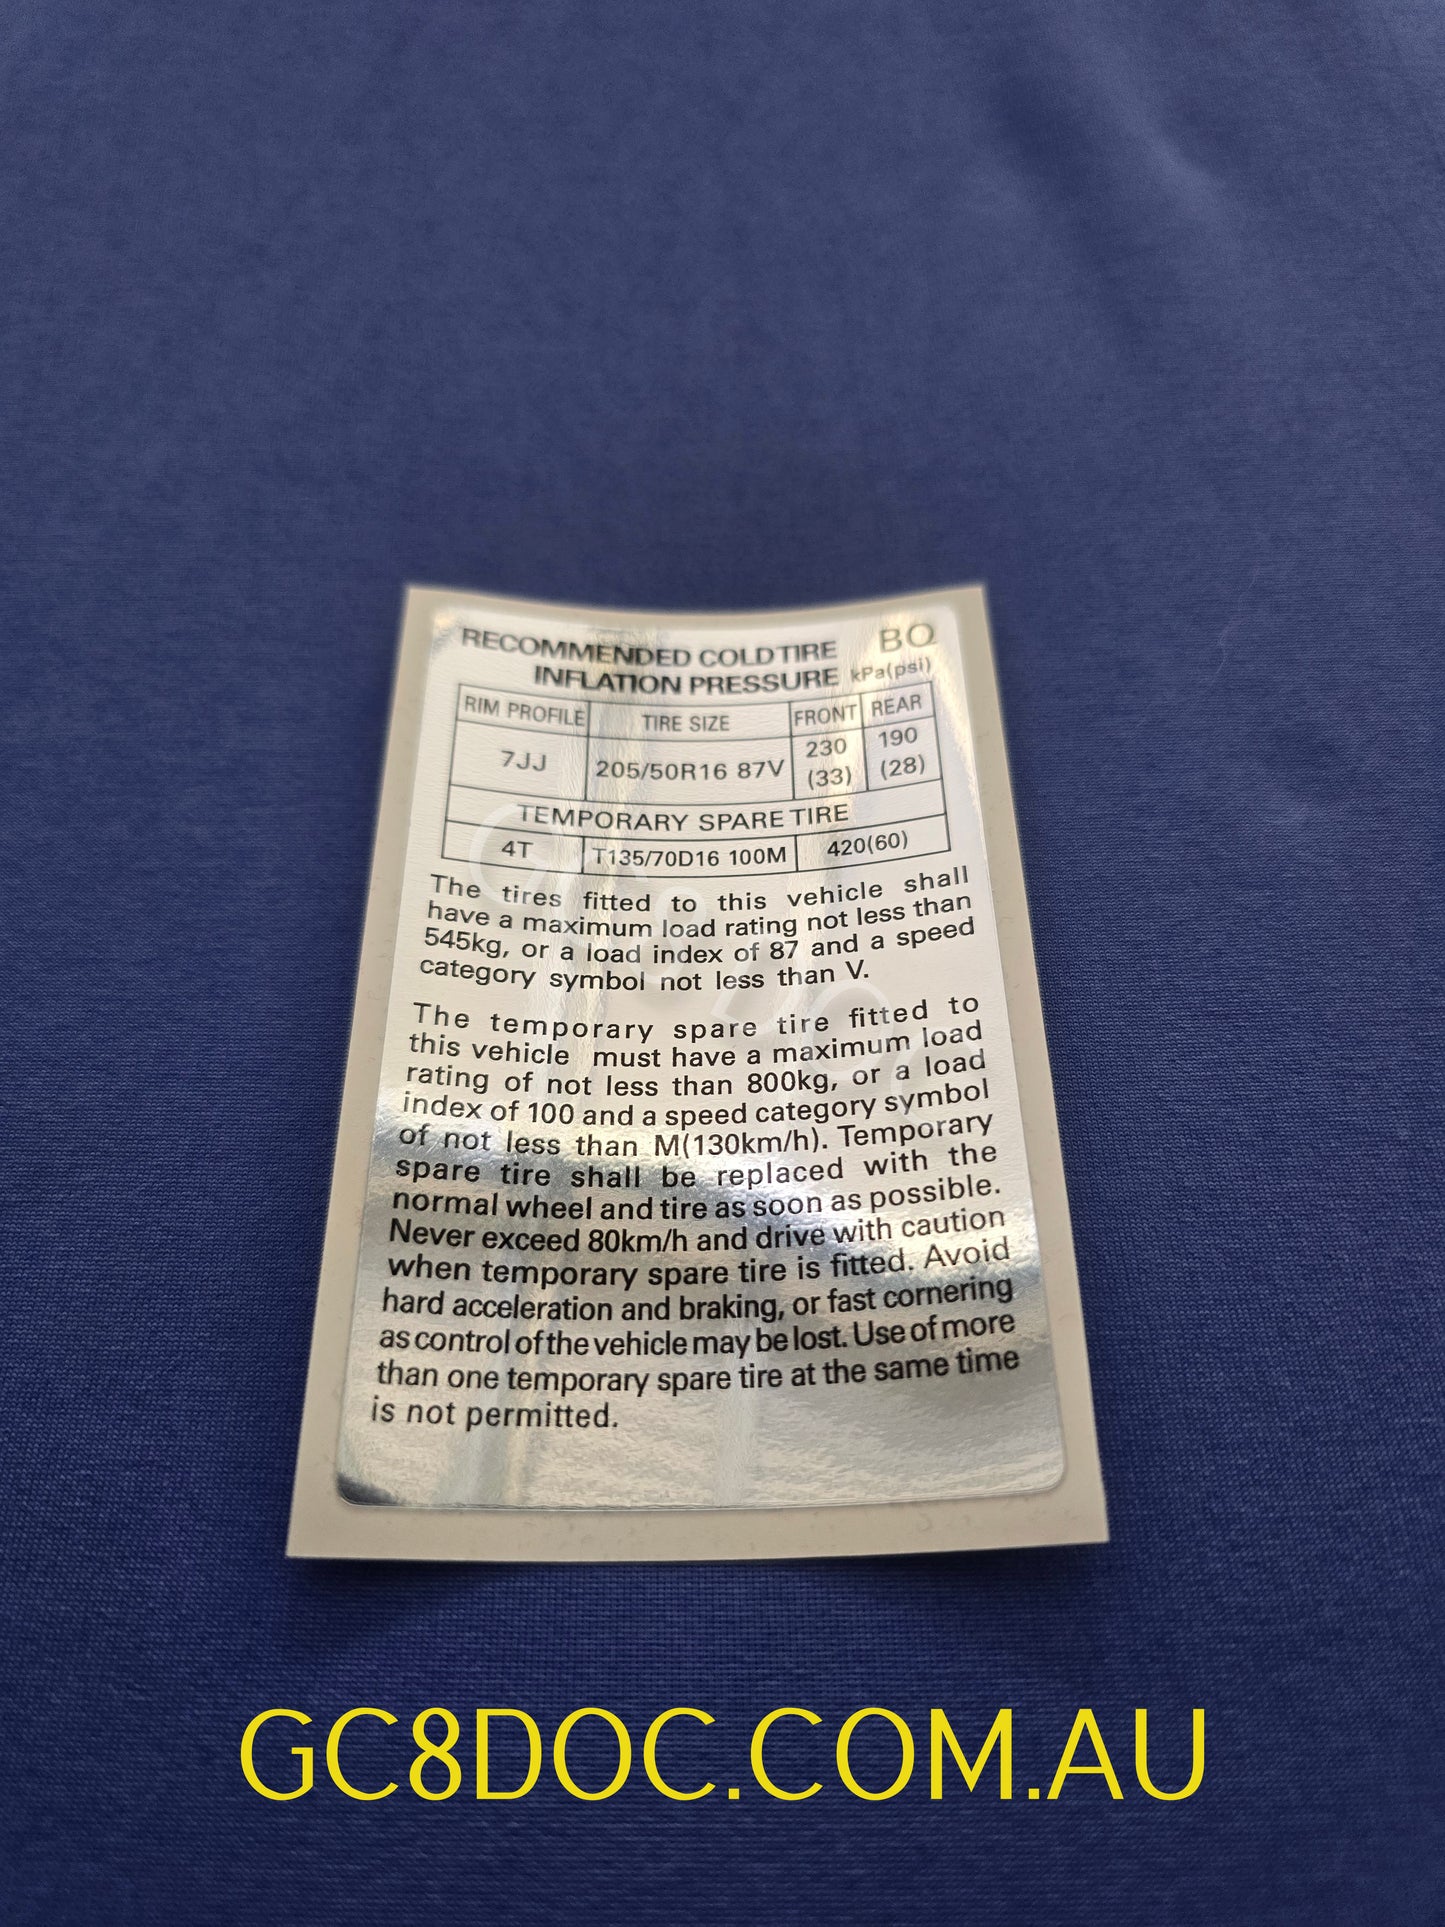 RECOMMENDED COLD TIRE BQ
INFLATION PRESSURE kPa(psi)
RIM PROFILE TIRE SIZE FRONT REAR
7JJ 205/50R16 87V 230 (33) 190 (28)
TEMPORARY SPARE TIRE
4T T135/70D16 100M 420(60)
The tires fitted to this vehicle shall
have a maximum load rating not less than
545kg, or a load index of 87 and a speed
category symbol not less than V.
The temporary spare tire fitted to
this vehicle must have a maximum load
rating of not less than 800kg, or a load
index of 100 and a speed category symbol
of not less than M(130km/h). Temporary
spare tire shall be replaced with the
normal wheel and tire as soon as possible.
Never exceed 80km/h and drive with caution
when temporary spare tire is fitted. Avoid
hard acceleration and braking, or fast cornering
as control of the vehicle may be lost. Use of more
than one temporary spare tire at the same time
is not permitted.
GC8 DOC
GC8DOC.COM.AU